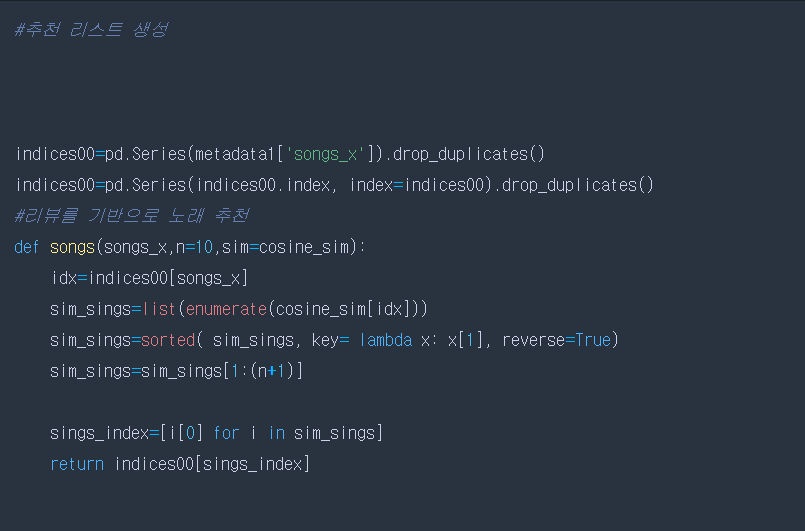 #추천 리스트 생성
indices00=pd.Series(metadata1['songs_x']).drop_duplicates()
indices00=pd.Series(indices00.index, index=indices00).drop_duplicates()
#리뷰를 기반으로 노래 추천
def songs(songs_x,n=10,sim=cosine_sim):
    idx=indices00[songs_x]
    sim_sings=list(enumerate(cosine_sim[idx]))
    sim_sings=sorted( sim_sings, key= lambda x: x[1], reverse=True)
    sim_sings=sim_sings[1:(n+1)]
    sings_index=[i[0] for i in sim_sings]
    return indices00[sings_index]